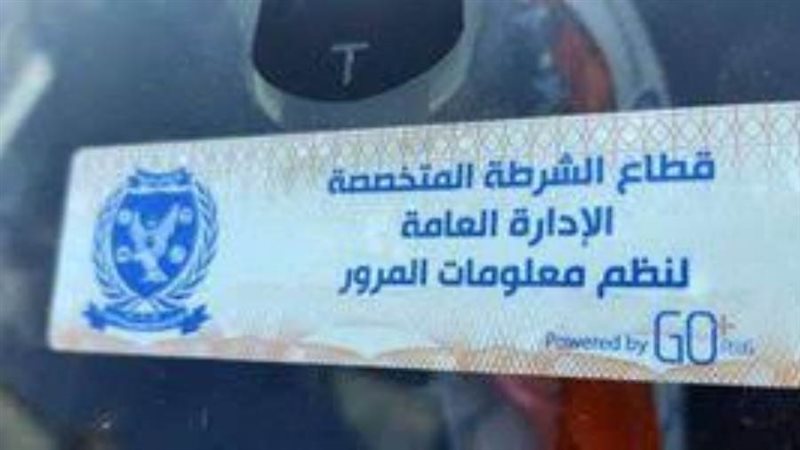 T
قطاع الشرطة المتخصصة
الإدارة العامة
لنظم معلومات المرور
Powered by GO+